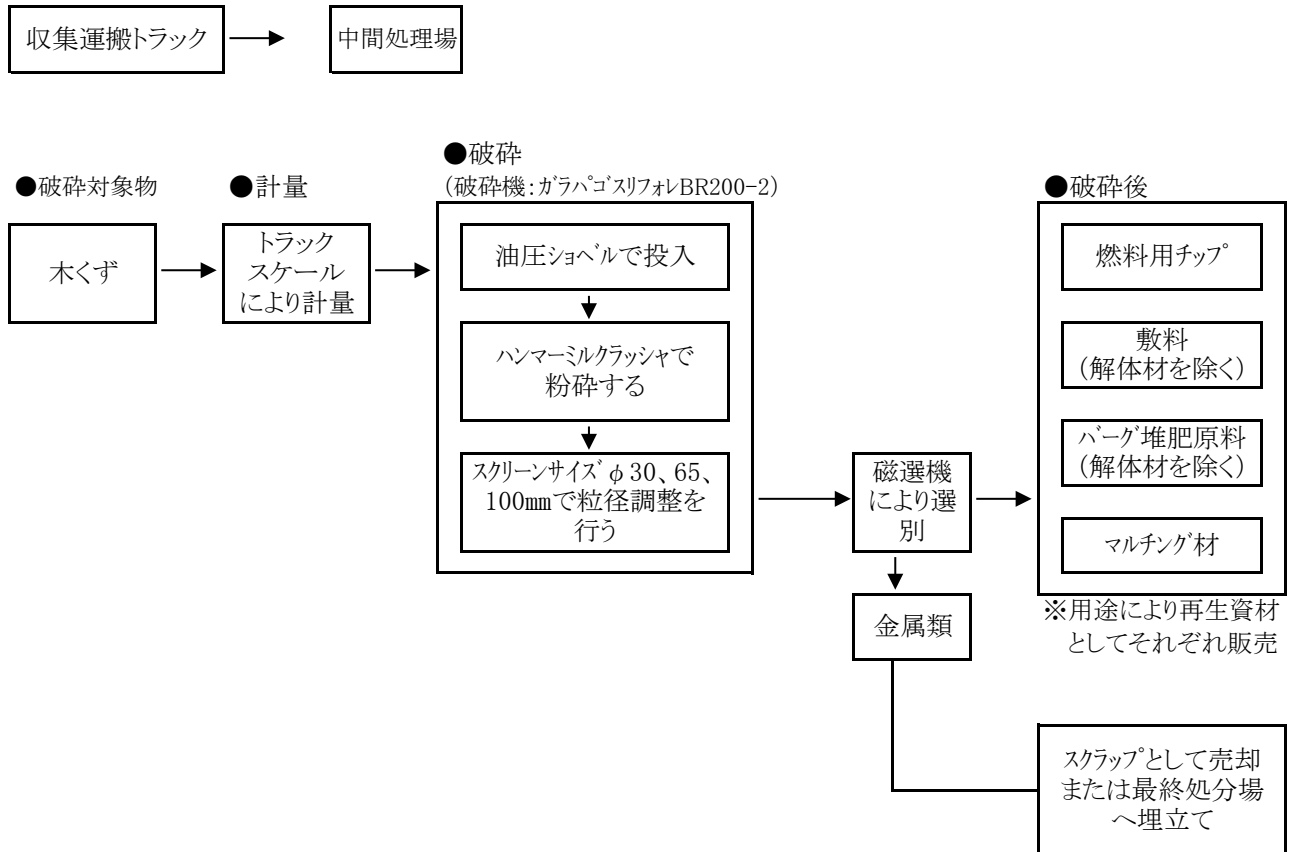 収集運搬トラック
中間処理場
●破砕対象物
木くず
●計量
トラック
スケール
により計量
●破砕
(破砕機:ガラパゴスリフォレBR200-2)
油圧ショベルで投入
ハンマーミルクラッシャで
粉砕する
スクリーンサイズφ30、65、
100㎜で粒径調整を
行う
磁選機
により選
別
金属類
●破砕後
燃料用チップ
敷料
(解体材を除く)
バーグ堆肥原料
(解体材を除く)
マルチング材
※用途により再生資材
としてそれぞれ販売
スクラップとして売却
または最終処分場
へ埋立て